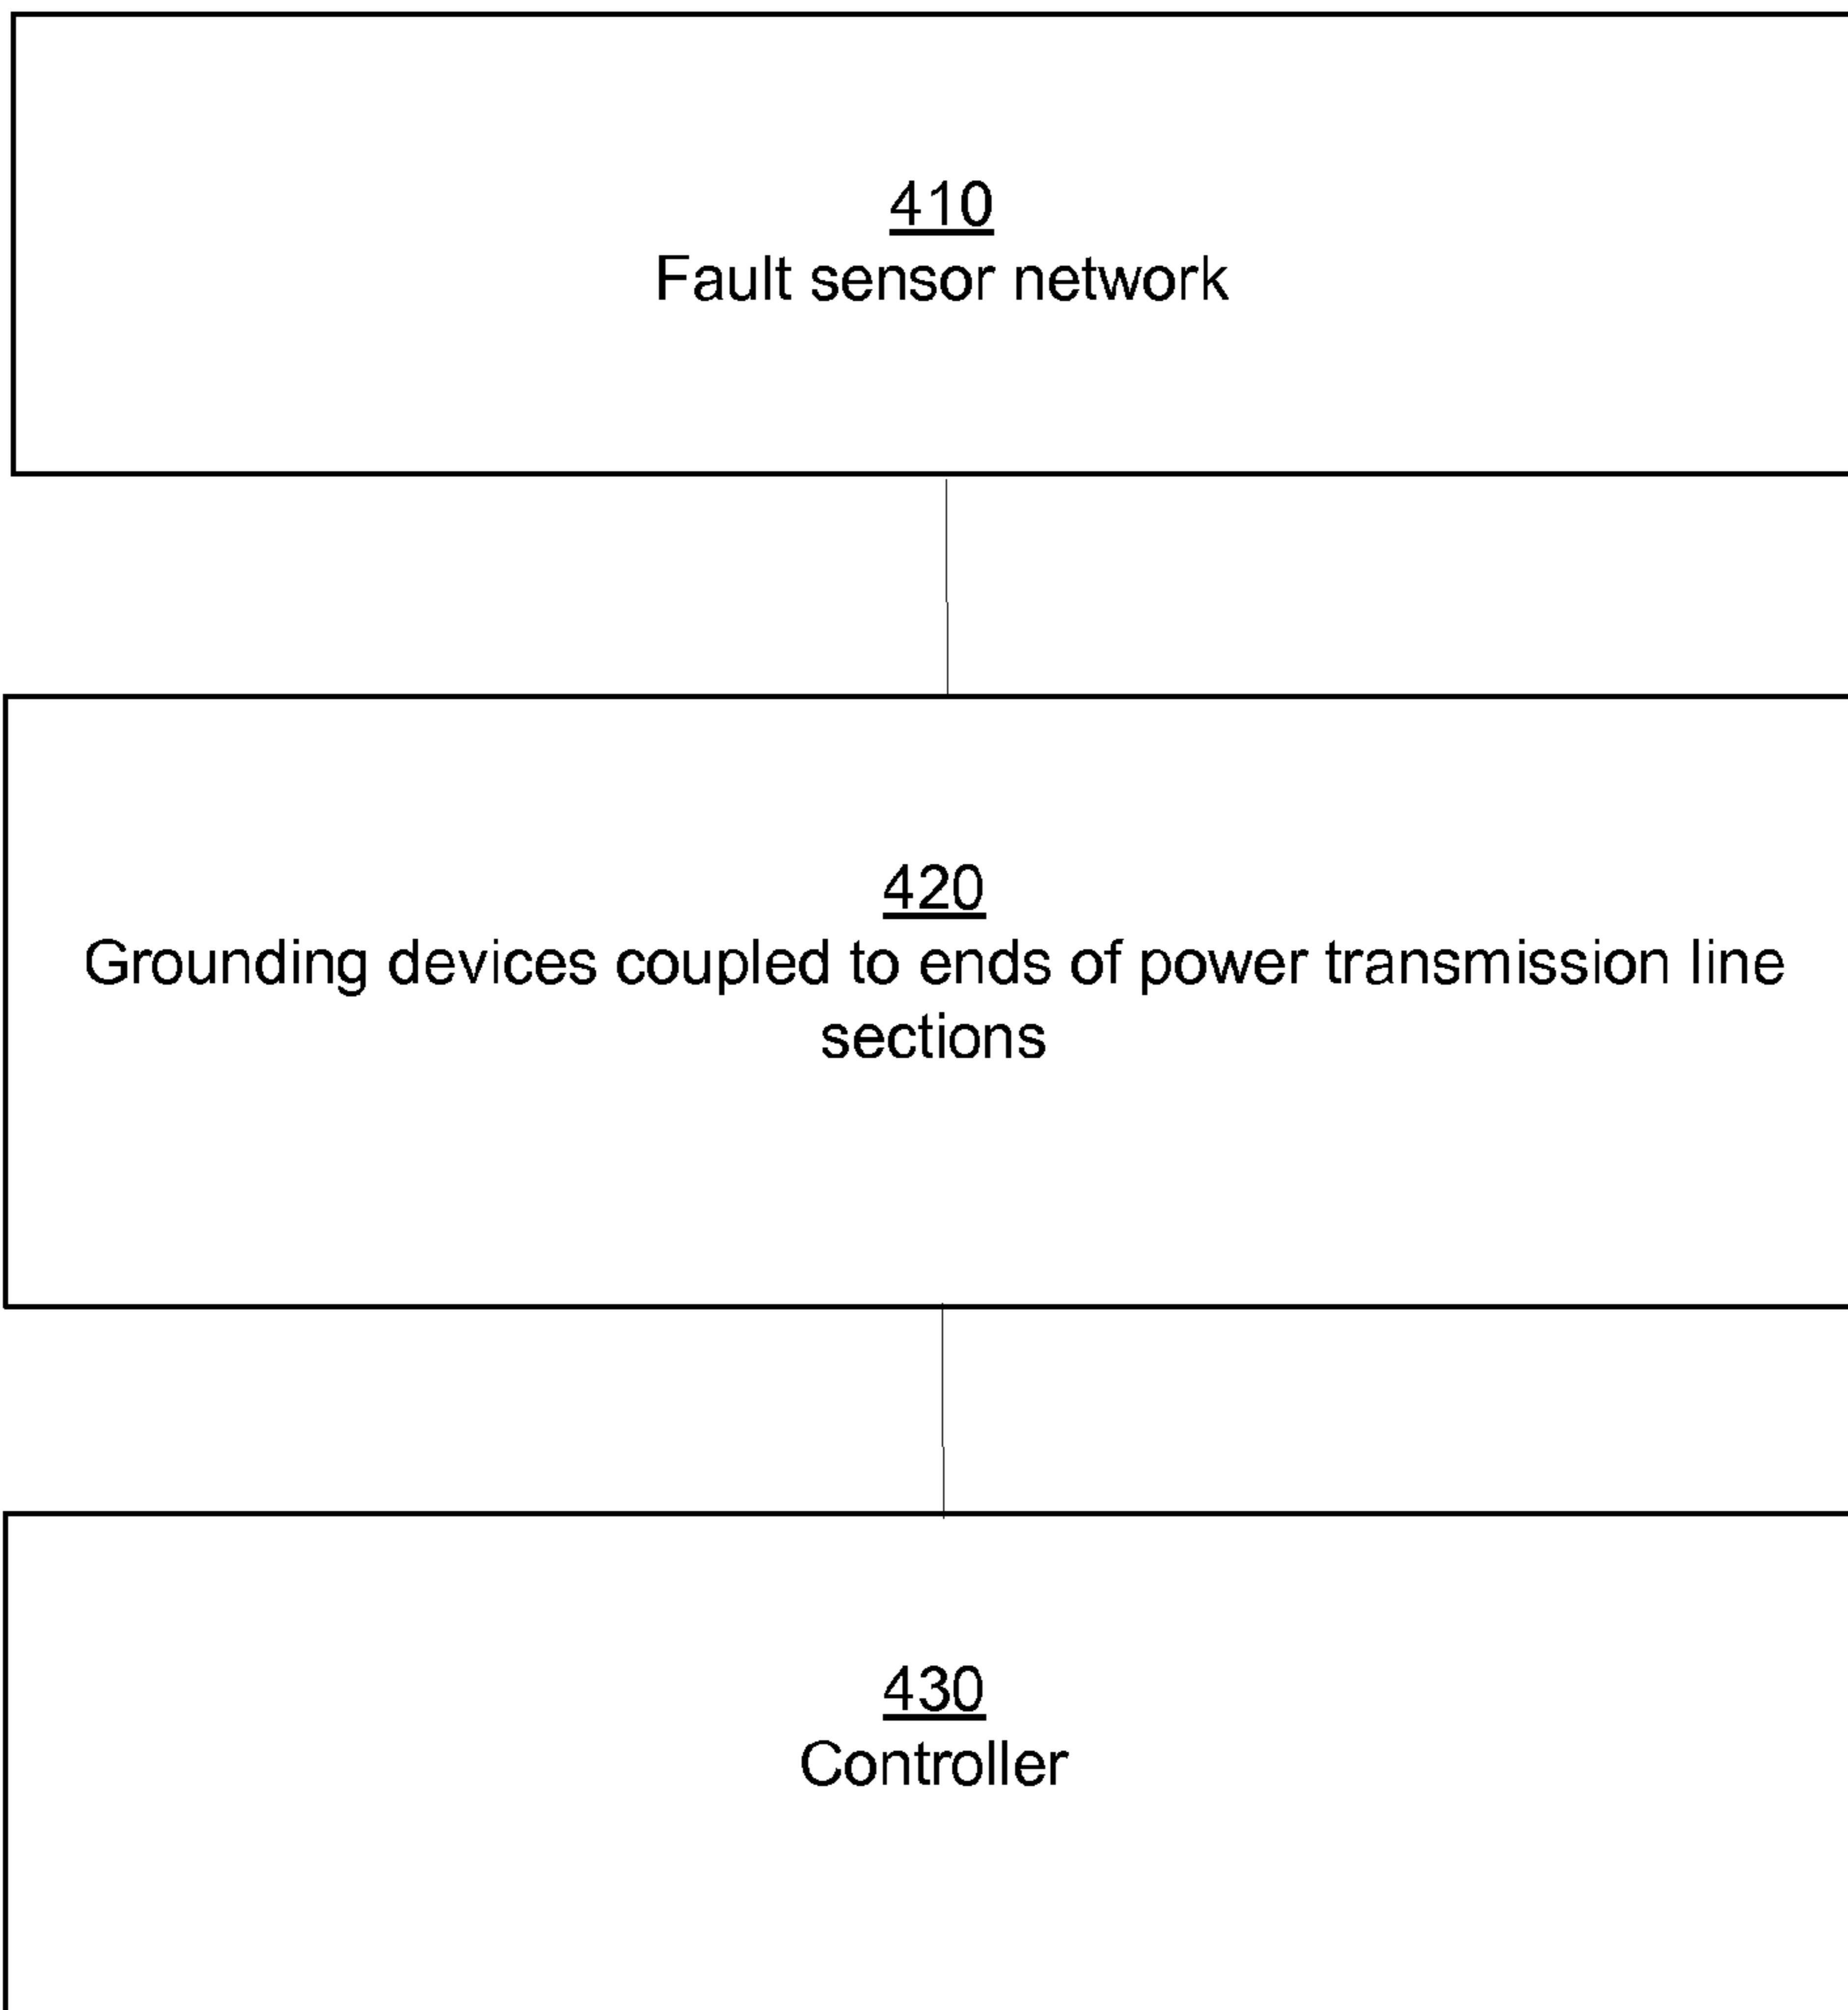 410
Fault sensor network
420
Grounding devices coupled to ends of power transmission line
sections
430
Controller